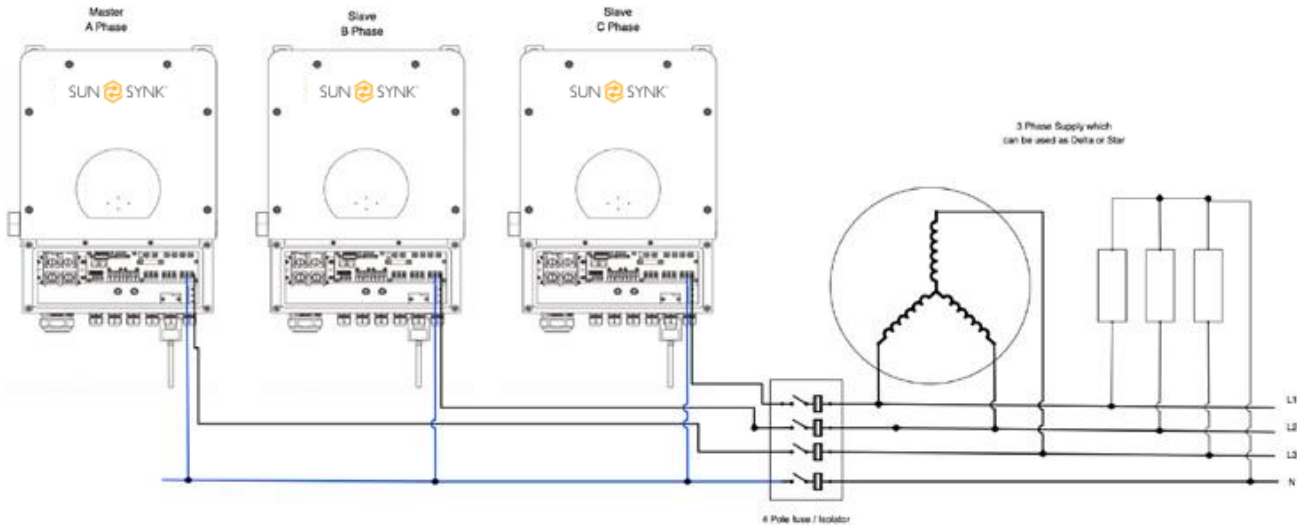 Master
A Phase
Slave
B Phase
Slave
C Phase
SUN SYNK
SUN SYNK
SUN SYNK
3 Phase Supply which
can be used as Delta or Star
L1
L2
L3
N
4 Pole fuse / Isolator